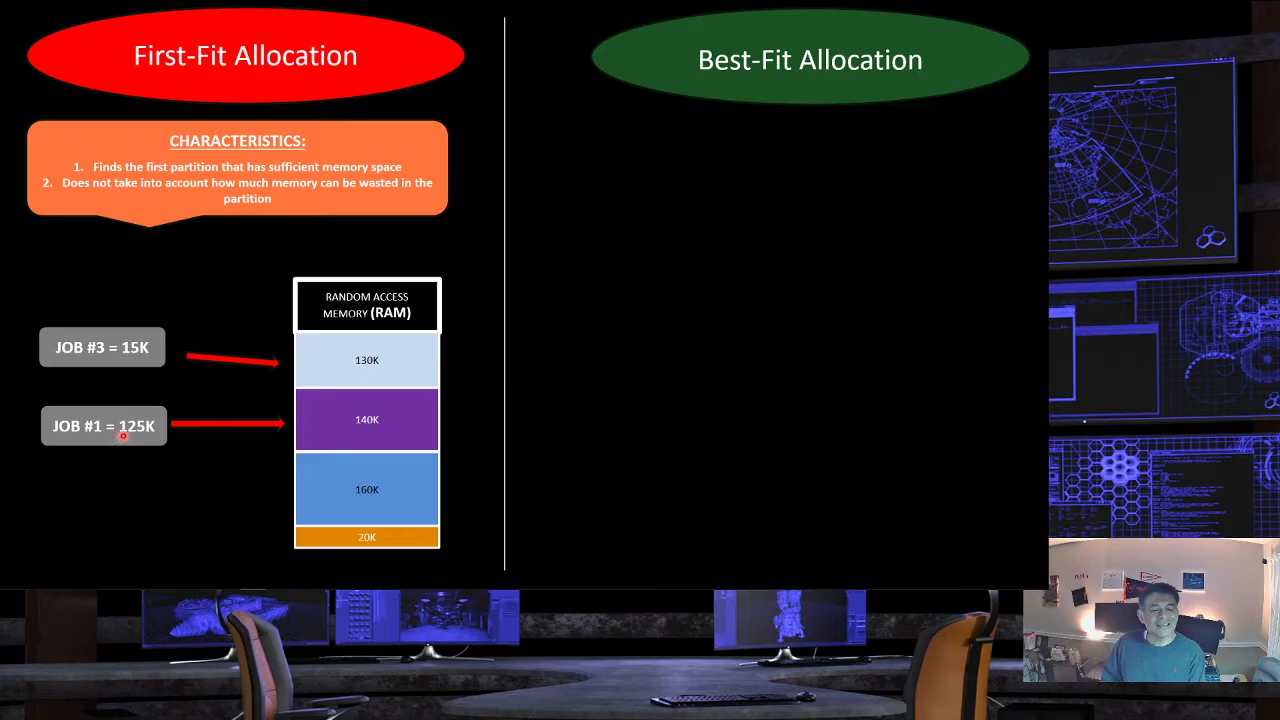 First-Fit Allocation
Best-Fit Allocation
CHARACTERISTICS:
1. Finds the first partition that has sufficient memory space
2. Does not take into account how much memory can be wasted in the
partition
RANDOM ACCESS
MEMORY (RAM)
130K
140K
160K
20K
JOB #3 = 15K
JOB #1 = 125K